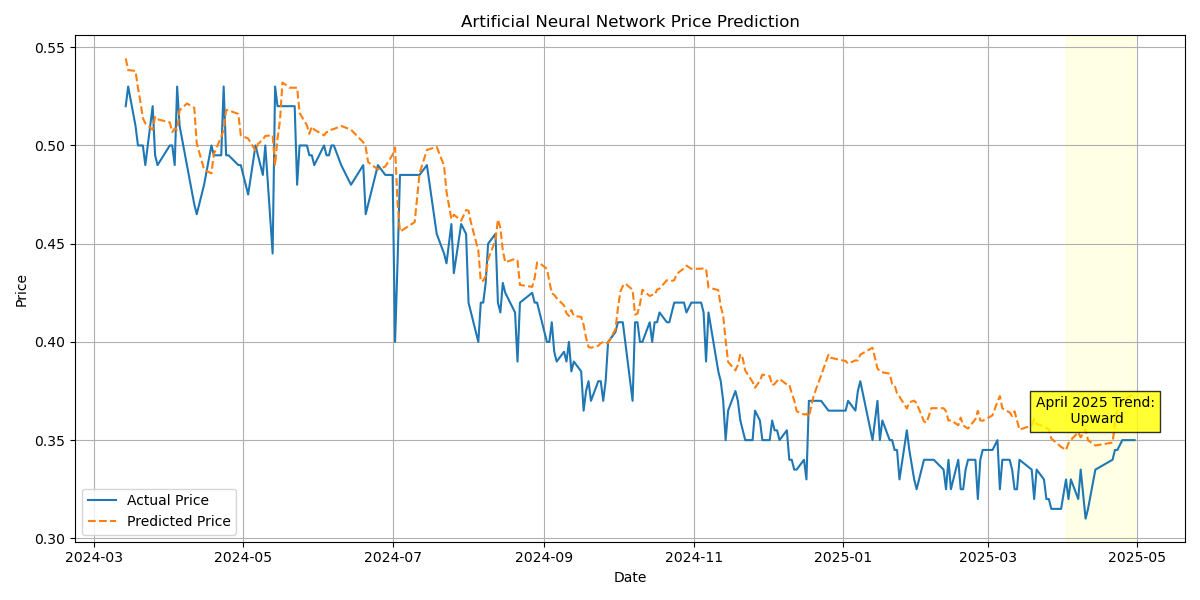 Artificial Neural Network Price Prediction
0.55
0.50
0.45
0.40
0.35
0.30
Price
April 2025 Trend:
Upward
Actual Price
Predicted Price
2024-03 2024-05 2024-07 2024-09 2024-11 2025-01 2025-03 2025-05
Date